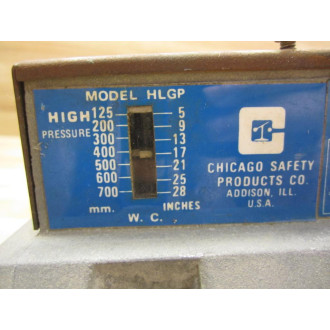 MODEL HLGP
HIGH PRESSURE
125 5
200 9
300 13
400 17
500 21
600 25
700 28
mm. INCHES
W. C.
CHICAGO SAFETY
PRODUCTS CO.
ADDISON, ILL.
U.S.A.